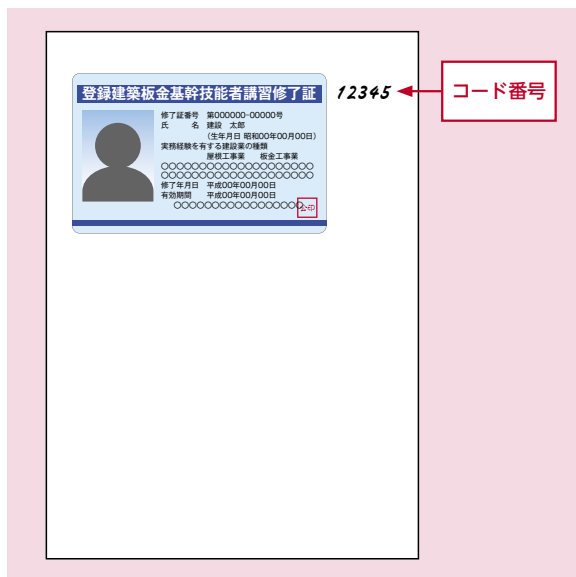 登録建築板金基幹技能者講習修了証
12345
コード番号
修了証番号 第000000-00000号
氏 名 建設 太郎
(生年月日 昭和00年00月00日)
実務経験を有する建設業の種類
屋根工事業 板金工事業
○○○○○○○○○○○○○○○○○○○○
○○○○○○○○○○○○○○○○○○○○
修了年月日 平成00年00月00日
有効期間 平成00年00月00日
○○○○○○○○○○○○○○○○○
公印